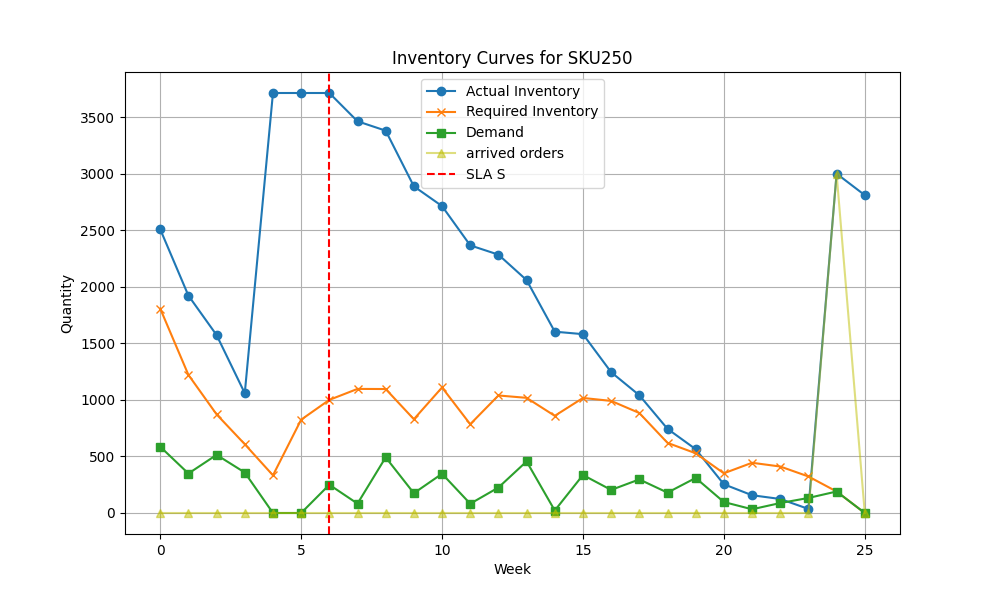 Inventory Curves for SKU250
Actual Inventory
Required Inventory
Demand
arrived orders
SLA S
Quantity
3500
3000
2500
2000
1500
1000
500
0
0 5 10 15 20 25
Week